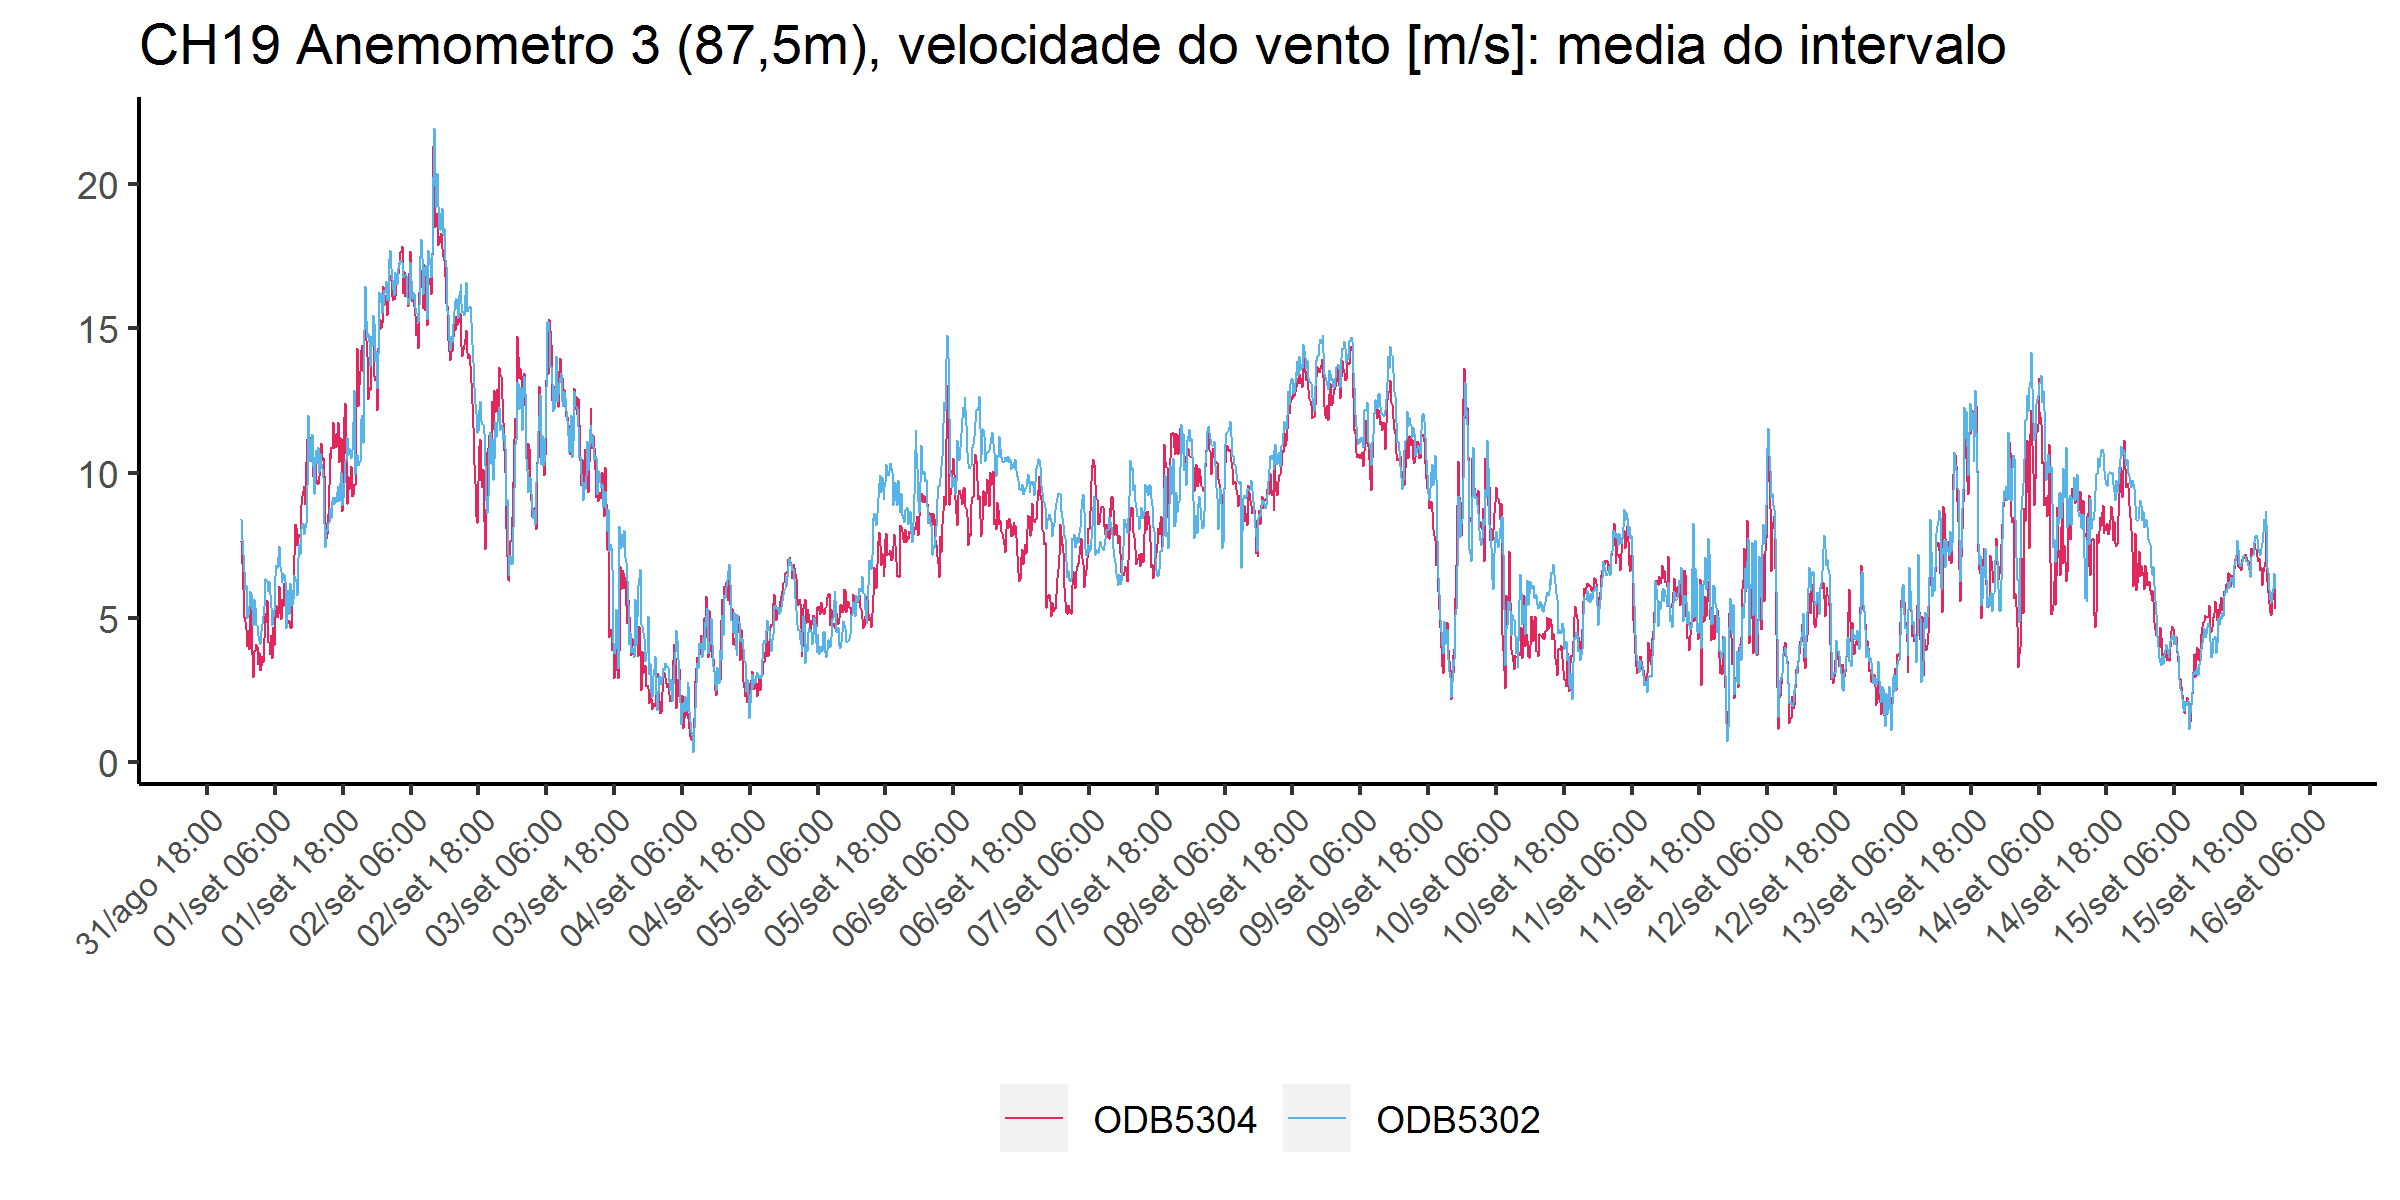 CH19 Anemometro 3 (87,5m), velocidade do vento [m/s]: media do intervalo
20
15
10
5
0
31/ago 18:00
01/set 06:00
01/set 18:00
02/set 06:00
02/set 18:00
03/set 06:00
03/set 18:00
04/set 06:00
04/set 18:00
05/set 06:00
05/set 18:00
06/set 06:00
06/set 18:00
07/set 06:00
07/set 18:00
08/set 06:00
08/set 18:00
09/set 06:00
09/set 18:00
10/set 06:00
10/set 18:00
11/set 06:00
11/set 18:00
12/set 06:00
12/set 18:00
13/set 06:00
13/set 18:00
14/set 06:00
14/set 18:00
15/set 06:00
15/set 18:00
16/set 06:00
ODB5304 ODB5302